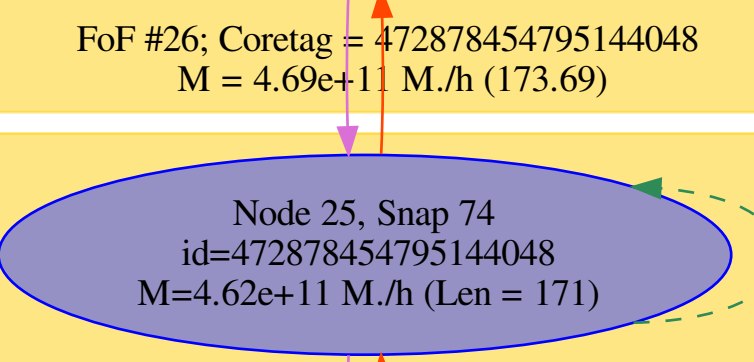 FoF #26; Coretag = 472878454795144048
M = 4.69e+11 M./h (173.69)
Node 25, Snap 74
id=472878454795144048
M=4.62e+11 M./h (Len = 171)